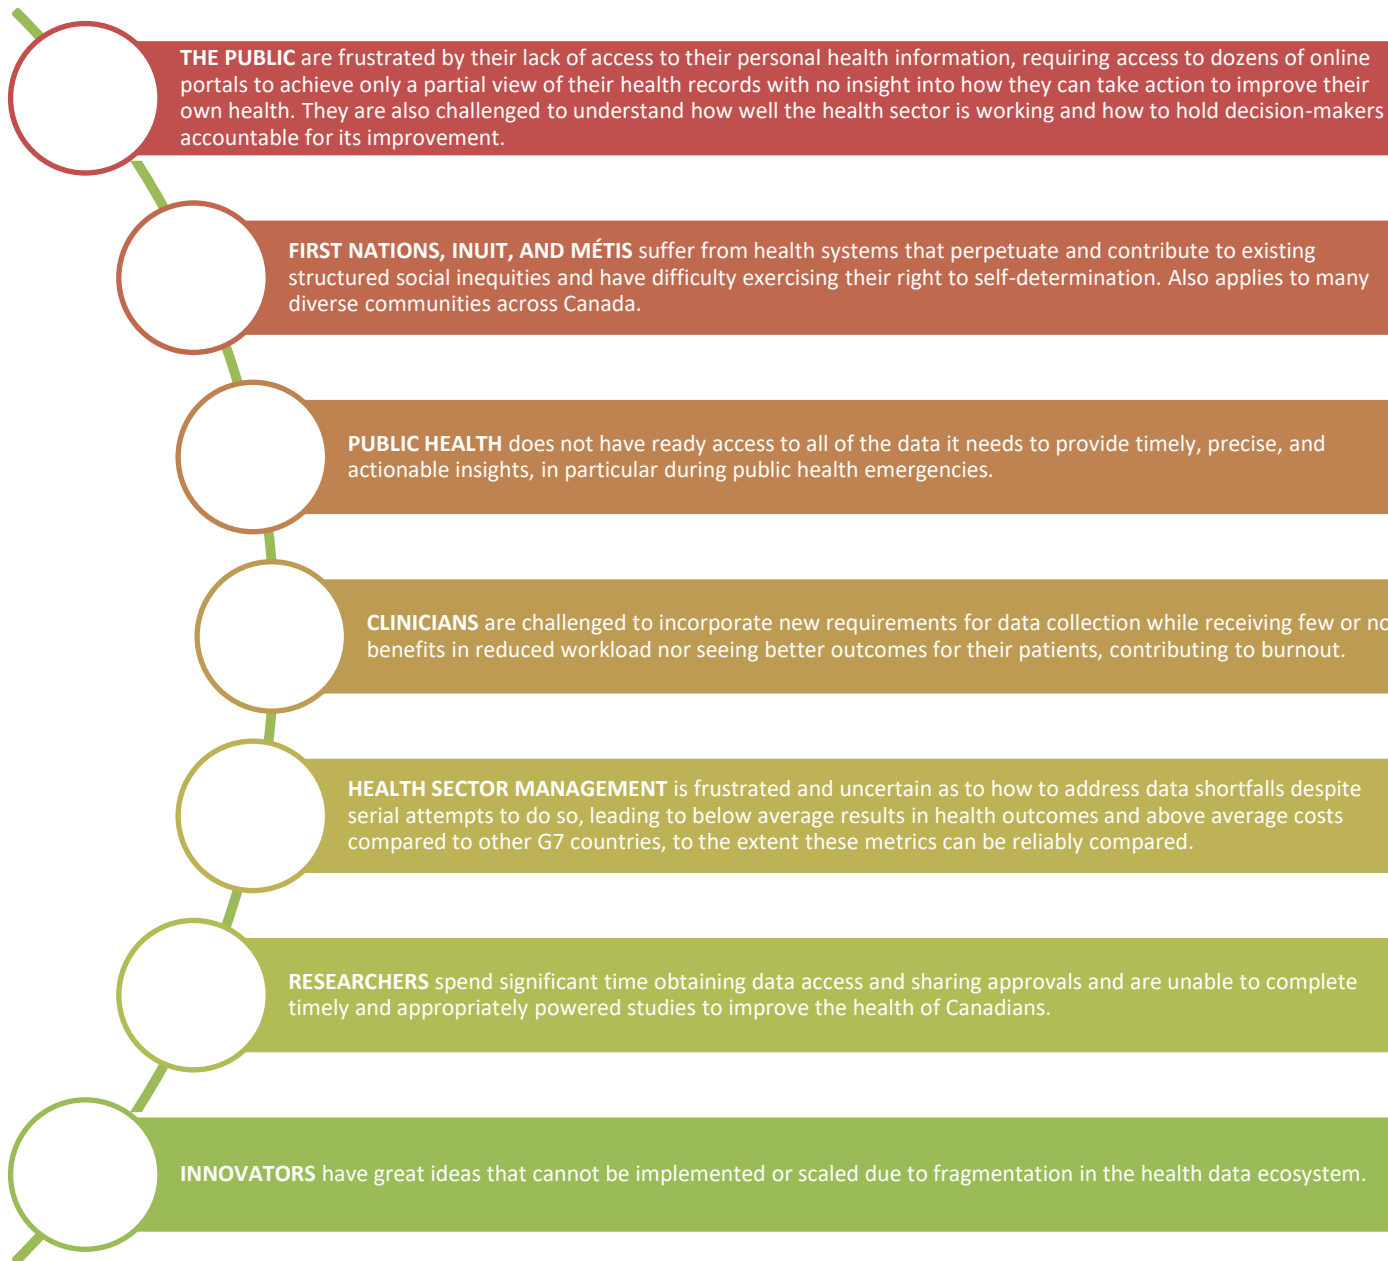 THE PUBLIC are frustrated by their lack of access to their personal health information, requiring access to dozens of online
portals to achieve only a partial view of their health records with no insight into how they can take action to improve their
own health. They are also challenged to understand how well the health sector is working and how to hold decision-makers
accountable for its improvement.
FIRST NATIONS, INUIT, AND MÉTIS suffer from health systems that perpetuate and contribute to existing
structured social inequities and have difficulty exercising their right to self-determination. Also applies to many
diverse communities across Canada.
PUBLIC HEALTH does not have ready access to all of the data it needs to provide timely, precise, and
actionable insights, in particular during public health emergencies.
CLINICIANS are challenged to incorporate new requirements for data collection while receiving few or no
benefits in reduced workload nor seeing better outcomes for their patients, contributing to burnout.
HEALTH SECTOR MANAGEMENT is frustrated and uncertain as to how to address data shortfalls despite
serial attempts to do so, leading to below average results in health outcomes and above average costs
compared to other G7 countries, to the extent these metrics can be reliably compared.
RESEARCHERS spend significant time obtaining data access and sharing approvals and are unable to complete
timely and appropriately powered studies to improve the health of Canadians.
INNOVATORS have great ideas that cannot be implemented or scaled due to fragmentation in the health data ecosystem.